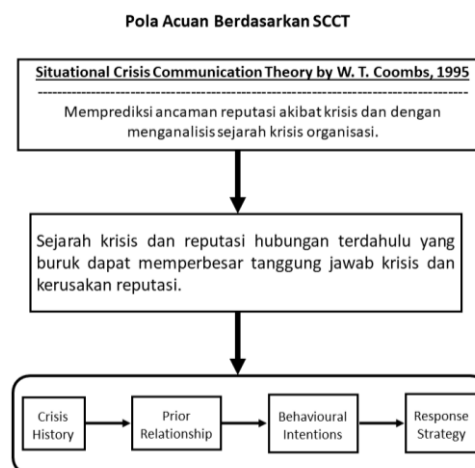 Pola Acuan Berdasarkan SCCT
Situational Crisis Communication Theory by W. T. Coombs, 1995
Memprediksi ancaman reputasi akibat krisis dan dengan
menganalisis sejarah krisis organisasi.
Sejarah krisis dan reputasi hubungan terdahulu yang
buruk dapat memperbesar tanggung jawab krisis dan
kerusakan reputasi.
Crisis
History
Prior
Relationship
Behavioural
Intentions
Response
Strategy